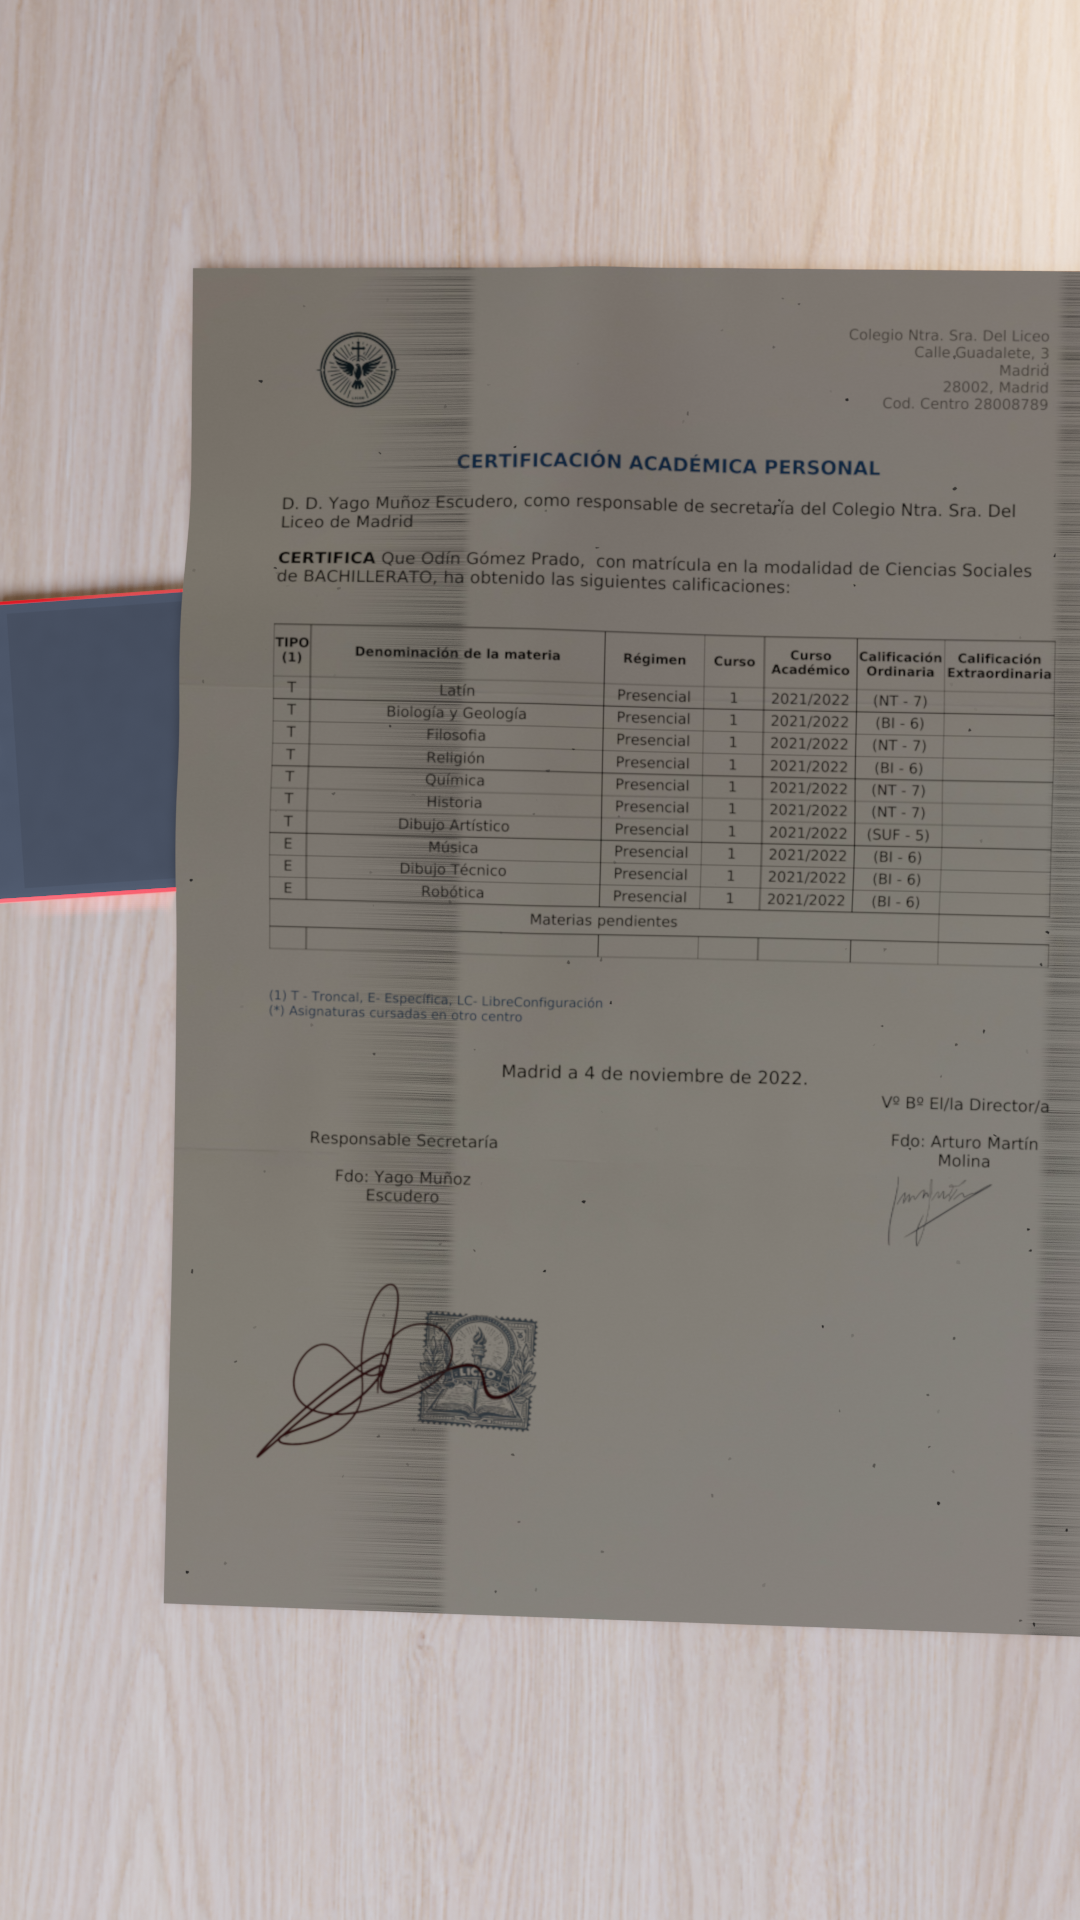 Colegio Ntra. Sra. Del Liceo
Calle Guadalete, 3
Madrid
28002, Madrid
Cod. Centro 28008789
CERTIFICACIÓN ACADÉMICA PERSONAL
D. D. Yago Muñoz Escudero, como responsable de secretaría del Colegio Ntra. Sra. Del
Liceo de Madrid
CERTIFICA Que Odín Gómez Prado, con matrícula en la modalidad de Ciencias Sociales
de BACHILLERATO, ha obtenido las siguientes calificaciones:
TIPO (1) Denominación de la materia Régimen Curso Curso Académico Calificación Ordinaria Calificación Extraordinaria
T Latín Presencial 1 2021/2022 (NT - 7)
T Biología y Geología Presencial 1 2021/2022 (BI - 6)
T Filosofia Presencial 1 2021/2022 (NT - 7)
T Religión Presencial 1 2021/2022 (BI - 6)
T Química Presencial 1 2021/2022 (NT - 7)
T Historia Presencial 1 2021/2022 (NT - 7)
T Dibujo Artístico Presencial 1 2021/2022 (SUF - 5)
E Música Presencial 1 2021/2022 (BI - 6)
E Dibujo Técnico Presencial 1 2021/2022 (BI - 6)
E Robótica Presencial 1 2021/2022 (BI - 6)
Materias pendientes
(1) T - Troncal, E- Específica, LC- LibreConfiguración
(*) Asignaturas cursadas en otro centro
Madrid a 4 de noviembre de 2022.
Vº Bº El/la Director/a
Responsable Secretaría
Fdo: Arturo Martín
Molina
Fdo: Yago Muñoz
Escudero
LICEO